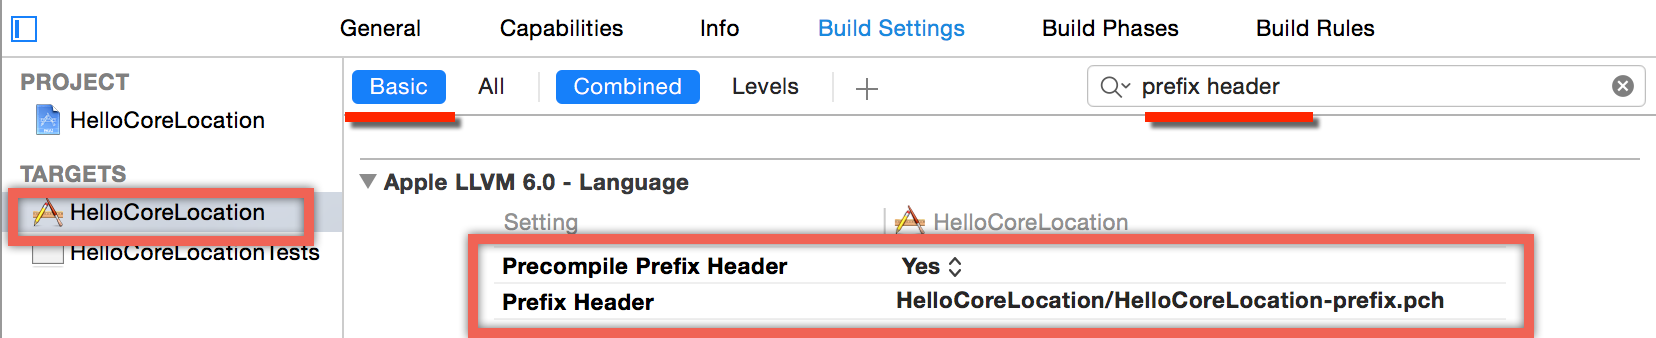 General Capabilities Info Build Settings Build Phases Build Rules
PROJECT
HelloCoreLocation
TARGETS
HelloCoreLocation
HelloCoreLocationTests
Basic All Combined Levels + prefix header
Apple LLVM 6.0 - Language
Setting HelloCoreLocation
Precompile Prefix Header Yes
Prefix Header HelloCoreLocation/HelloCoreLocation-prefix.pch